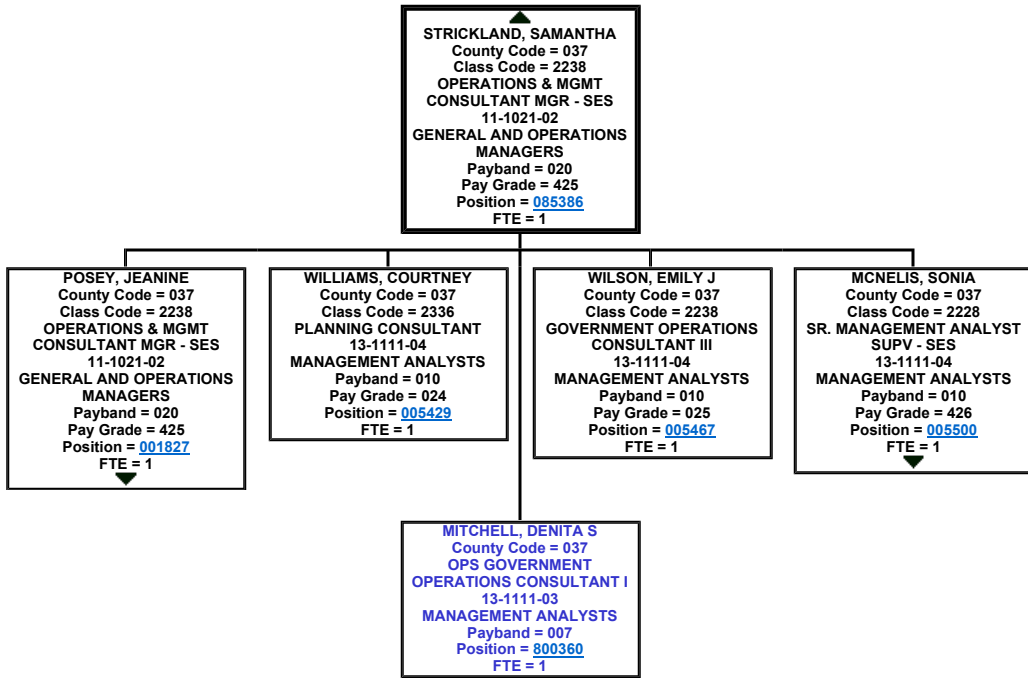 STRICKLAND, SAMANTHA
County Code = 037
Class Code = 2238
OPERATIONS & MGMT
CONSULTANT MGR - SES
11-1021-02
GENERAL AND OPERATIONS
MANAGERS
Payband = 020
Pay Grade = 425
Position = 085386
FTE = 1
POSEY, JEANINE
County Code = 037
Class Code = 2238
OPERATIONS & MGMT
CONSULTANT MGR - SES
11-1021-02
GENERAL AND OPERATIONS
MANAGERS
Payband = 020
Pay Grade = 425
Position = 001827
FTE = 1
WILLIAMS, COURTNEY
County Code = 037
Class Code = 2336
PLANNING CONSULTANT
13-1111-04
MANAGEMENT ANALYSTS
Payband = 010
Pay Grade = 024
Position = 005429
FTE = 1
WILSON, EMILY J
County Code = 037
Class Code = 2238
GOVERNMENT OPERATIONS
CONSULTANT III
13-1111-04
MANAGEMENT ANALYSTS
Payband = 010
Pay Grade = 025
Position = 005467
FTE = 1
MCNELIS, SONIA
County Code = 037
Class Code = 2228
SR. MANAGEMENT ANALYST
SUPV - SES
13-1111-04
MANAGEMENT ANALYSTS
Payband = 010
Pay Grade = 426
Position = 005500
FTE = 1
MITCHELL, DENITA S
County Code = 037
OPS GOVERNMENT
OPERATIONS CONSULTANT I
13-1111-03
MANAGEMENT ANALYSTS
Payband = 007
Position = 800360
FTE = 1